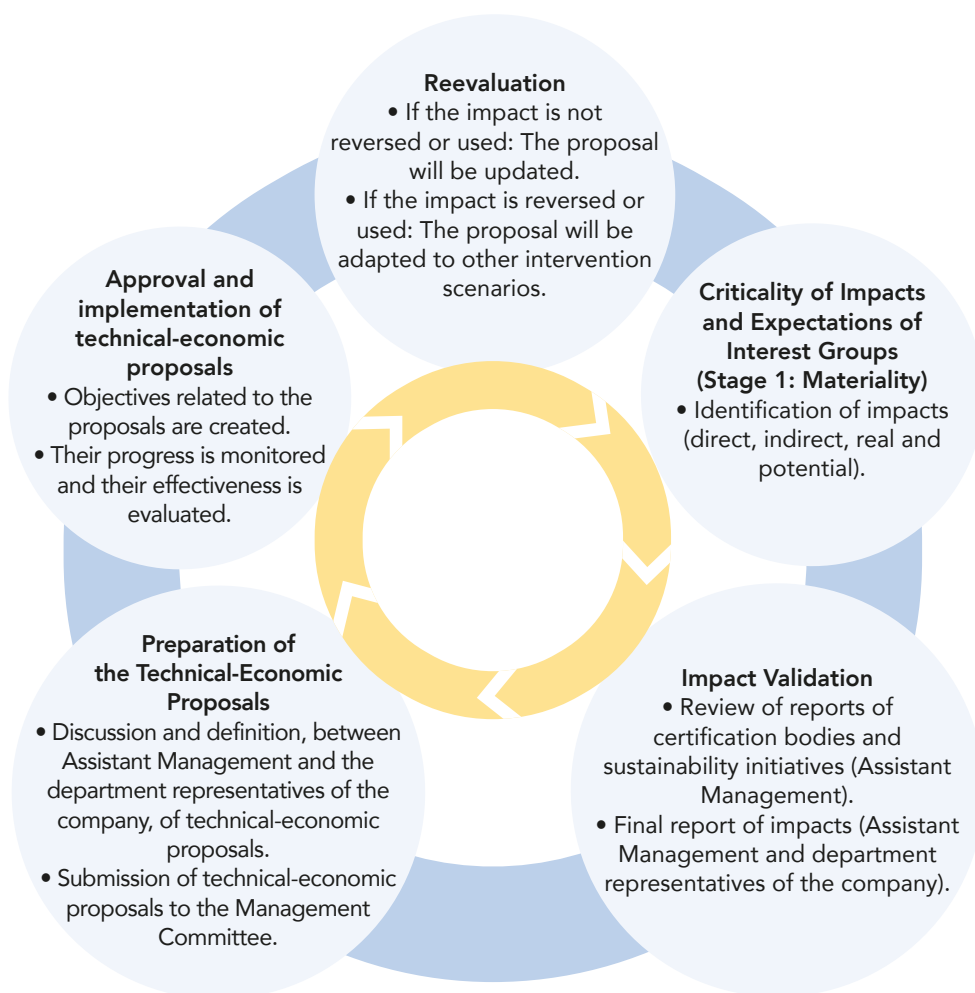 Reevaluation
• If the impact is not
reversed or used: The proposal
will be updated.
• If the impact is reversed or
used: The proposal will be
adapted to other intervention
scenarios.
Criticality of Impacts
and Expectations of
Interest Groups
(Stage 1: Materiality)
• Identification of impacts
(direct, indirect, real and
potential).
Impact Validation
• Review of reports of
certification bodies and
sustainability initiatives (Assistant
Management).
• Final report of impacts (Assistant
Management and department
representatives of the company).
Preparation of
the Technical-Economic
Proposals
• Discussion and definition, between
Assistant Management and the
department representatives of the
company, of technical-economic
proposals.
• Submission of technical-economic
proposals to the Management
Committee.
Approval and
implementation of
technical-economic
proposals
• Objectives related to the
proposals are created.
• Their progress is monitored
and their effectiveness is
evaluated.